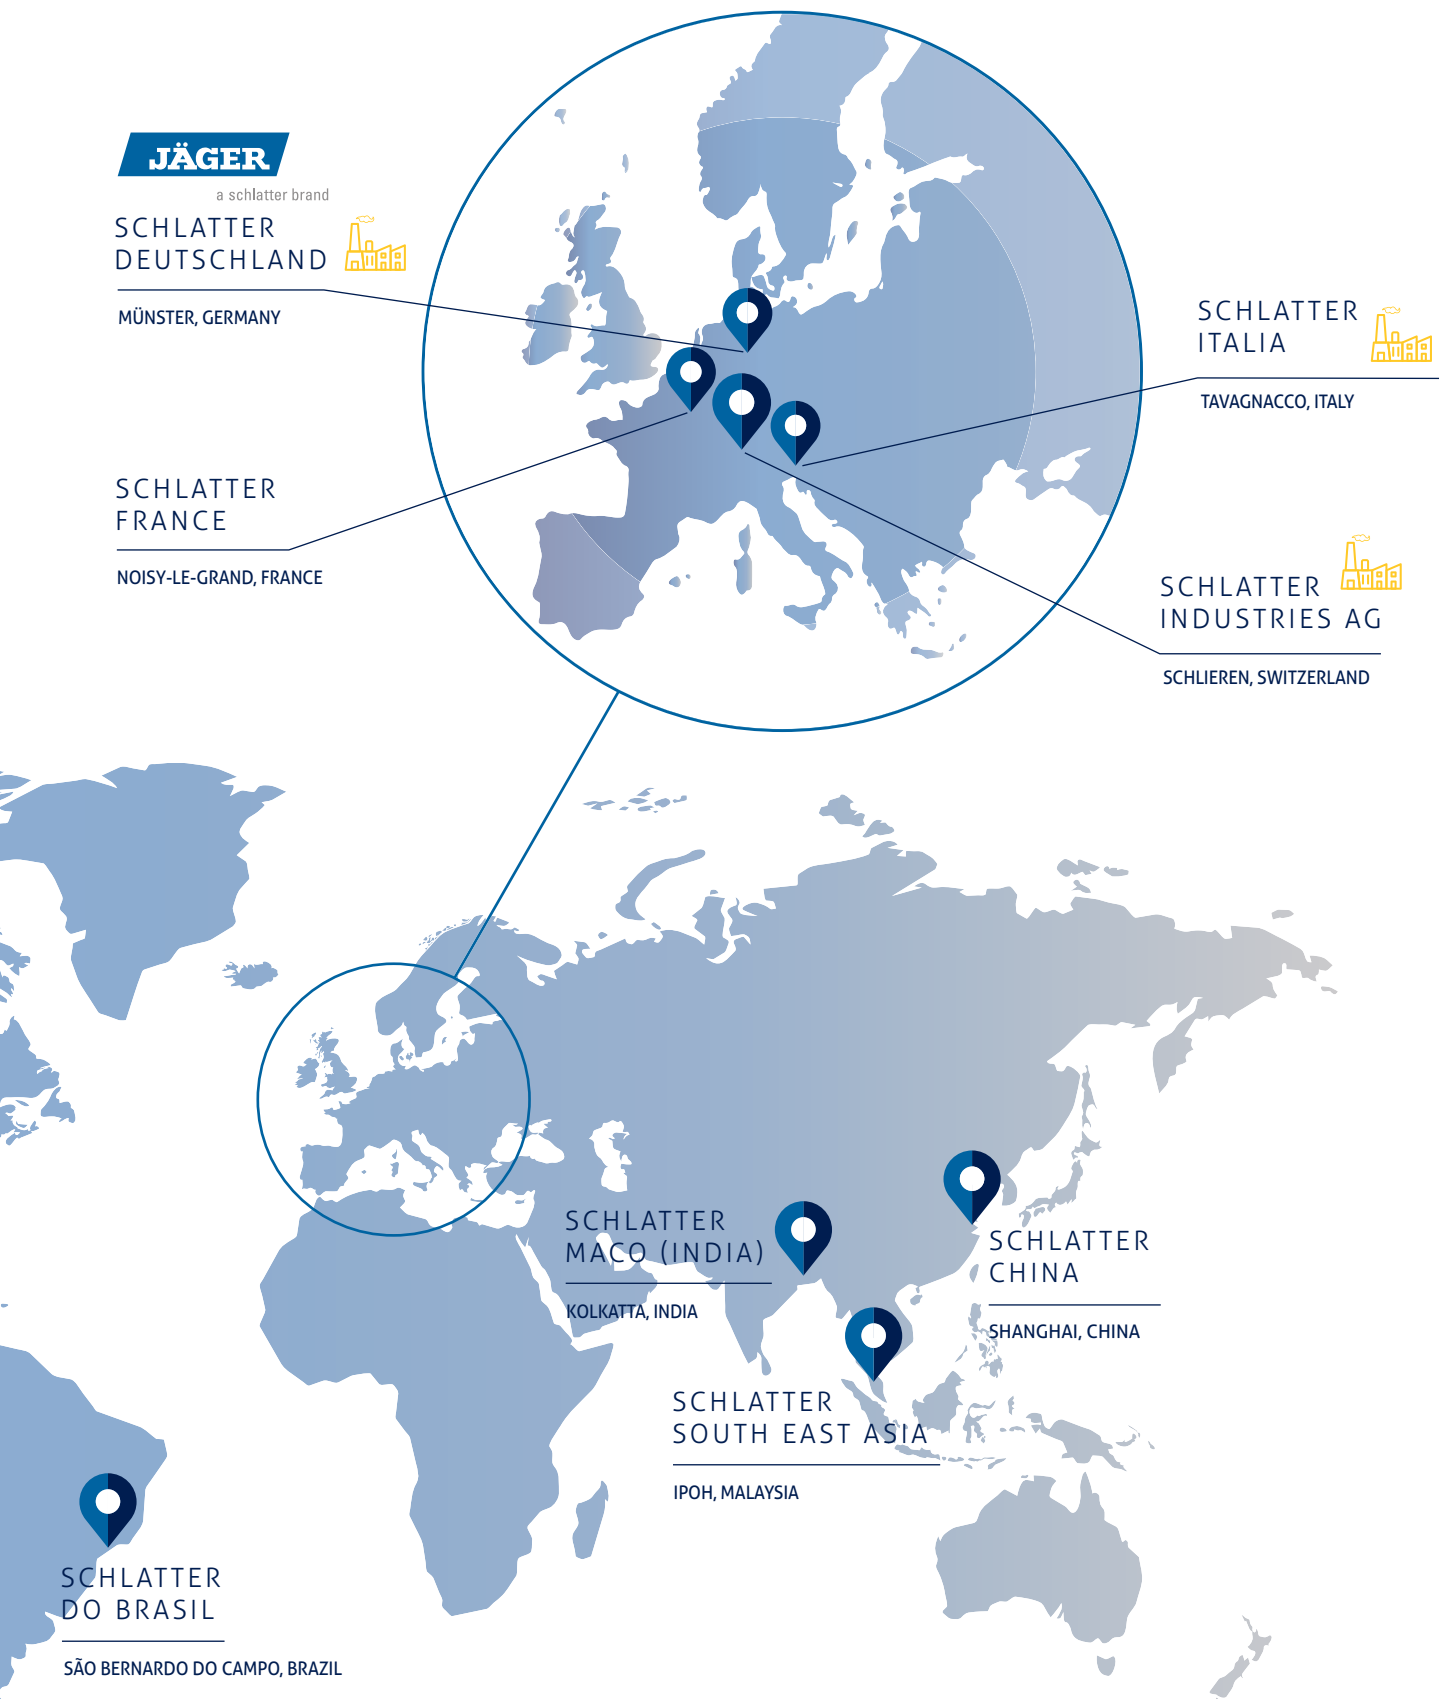 JÄGER
a schlatter brand
SCHLATTER
DEUTSCHLAND
MÜNSTER, GERMANY
SCHLATTER
ITALIA
TAVAGNACCO, ITALY
SCHLATTER
FRANCE
NOISY-LE-GRAND, FRANCE
SCHLATTER
INDUSTRIES AG
SCHLIEREN, SWITZERLAND
SCHLATTER
MACO (INDIA)
KOLKATTA, INDIA
SCHLATTER
CHINA
SHANGHAI, CHINA
SCHLATTER
SOUTH EAST ASIA
IPOH, MALAYSIA
SCHLATTER
DO BRASIL
SÃO BERNARDO DO CAMPO, BRAZIL